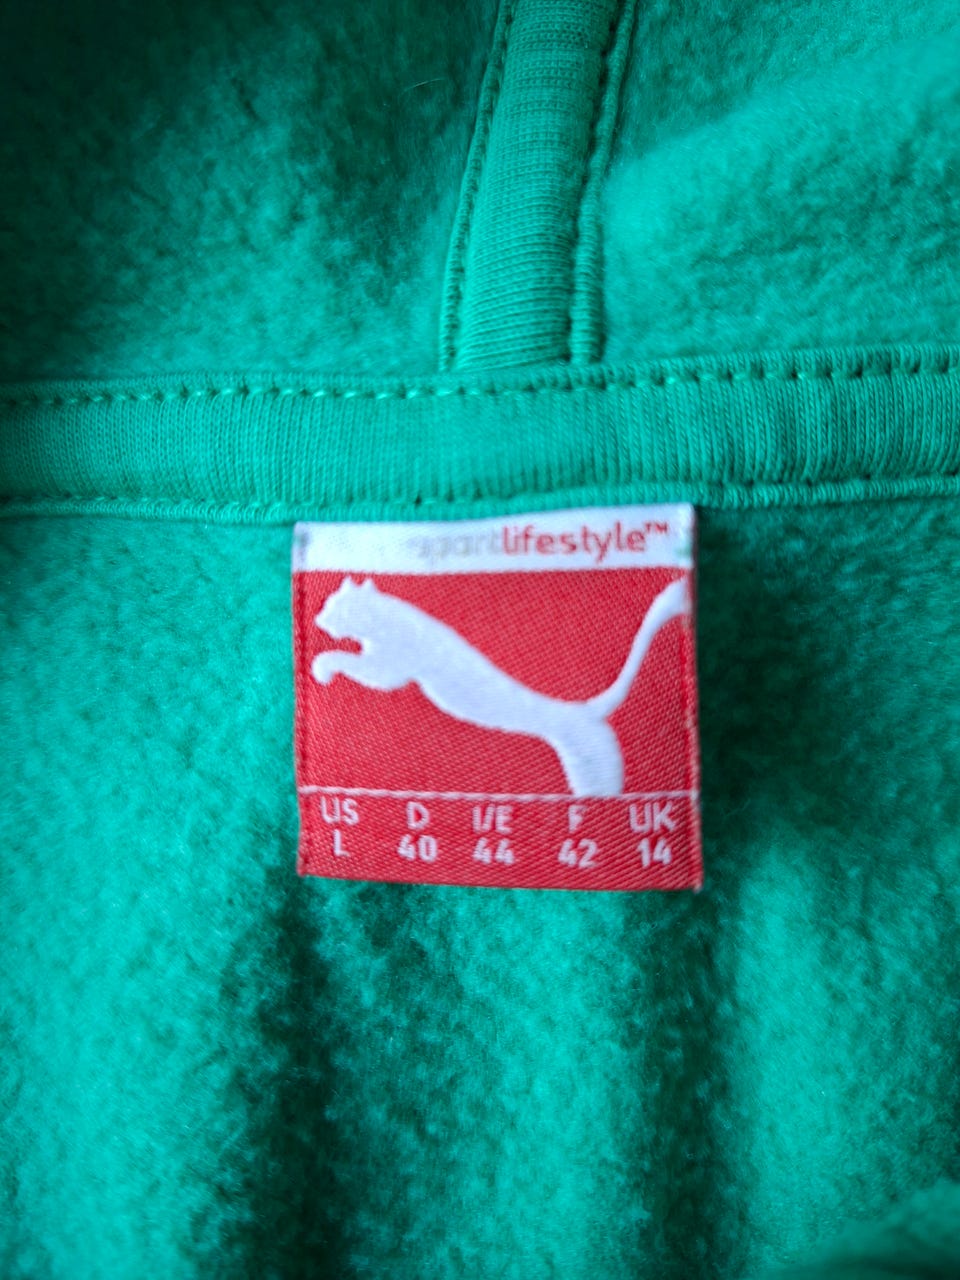 sportlifestyle™
US D I/E F UK
L 40 44 42 14